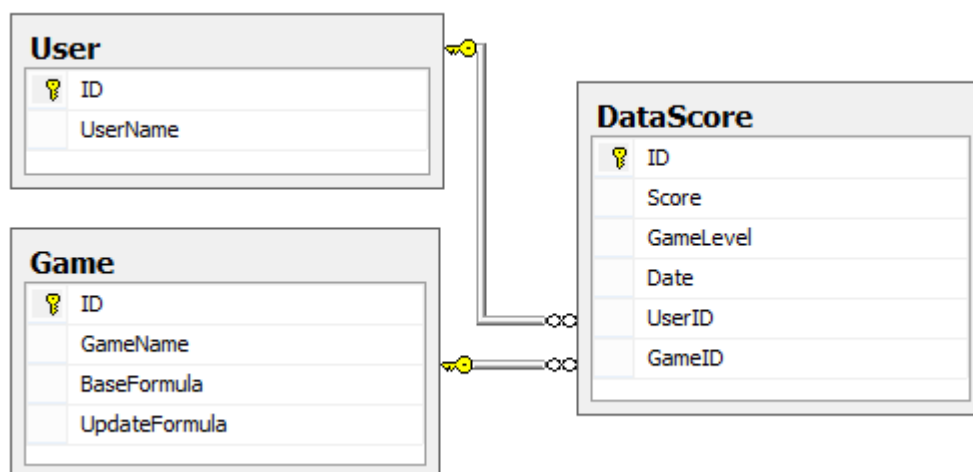 User
ID
UserName
Game
ID
GameName
BaseFormula
UpdateFormula
DataScore
ID
Score
GameLevel
Date
UserID
GameID